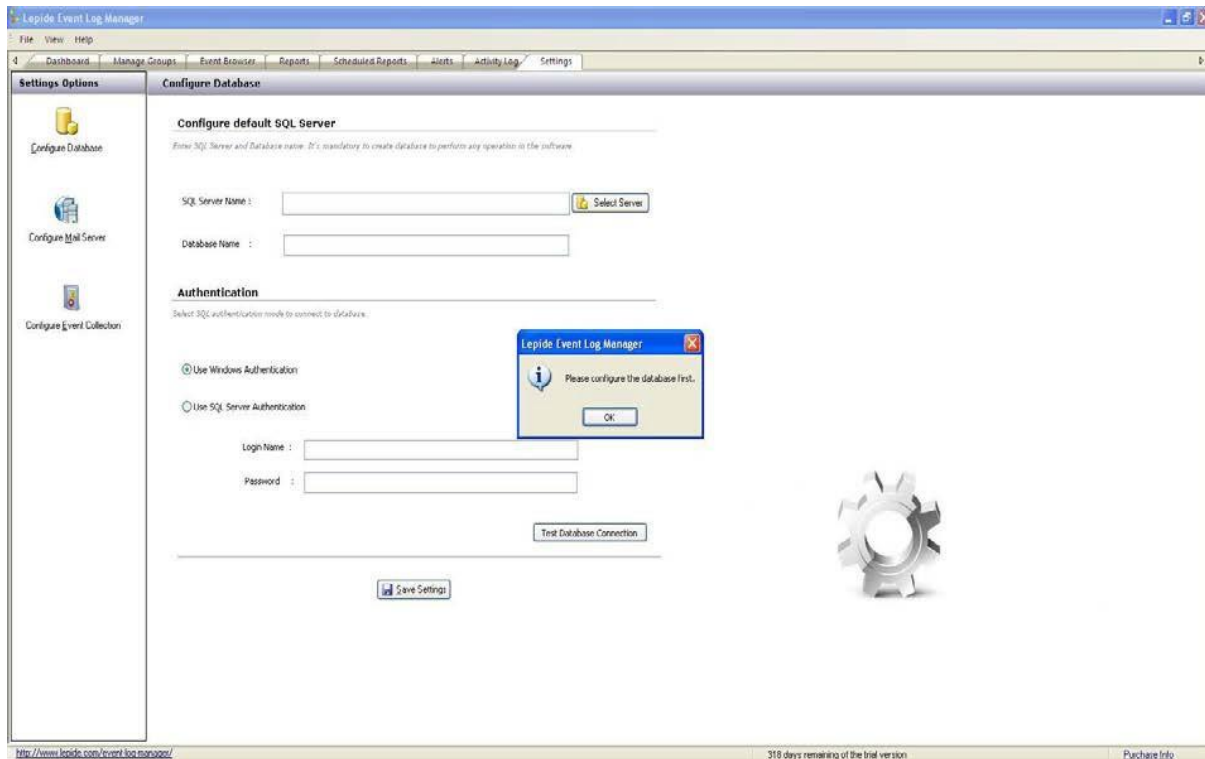 Lepide Event Log Manager
File View Help
Dashboard Manage Groups Event Browser Reports Scheduled Reports Alerts Activity Log Settings
Settings Options
Configure Database
Configure Mail Server
Configure Event Collection
Configure Database
Configure default SQL Server
Enter SQL Server and Database name. It's mandatory to create database to perform any operation in the software
SQL Server Name :
Select Server
Database Name :
Authentication
Select SQL authentication mode to connect to database.
Use Windows Authentication
Use SQL Server Authentication
Login Name :
Password :
Test Database Connection
Save Settings
Lepide Event Log Manager
Please configure the database first.
OK
http://www.lepide.com/event-log-manager/
318 days remaining of the trial version
Purchase Info